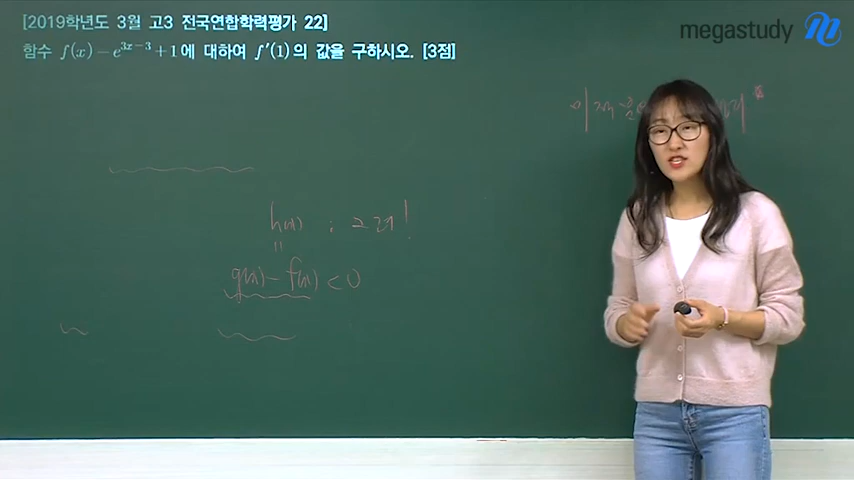 [2019학년도 3월 고3 전국연합학력평가 22]
함수 f(x) = e^{3x-3} + 1에 대하여 f'(1)의 값을 구하시오. [3점]
megastudy
h(x) : 그려!
"
g(x) - f(x) < 0